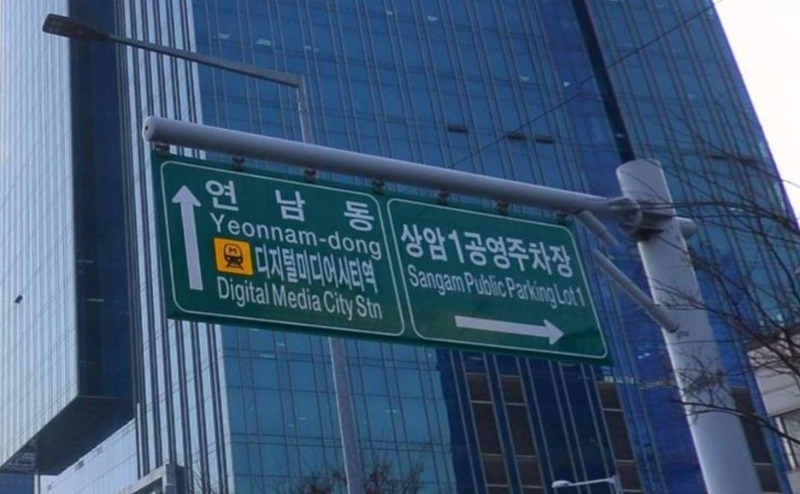 연남동
Yeonnam-dong
M 디지털미디어시티역
Digital Media City Stn
상암1공영주차장
Sangam Public Parking Lot 1